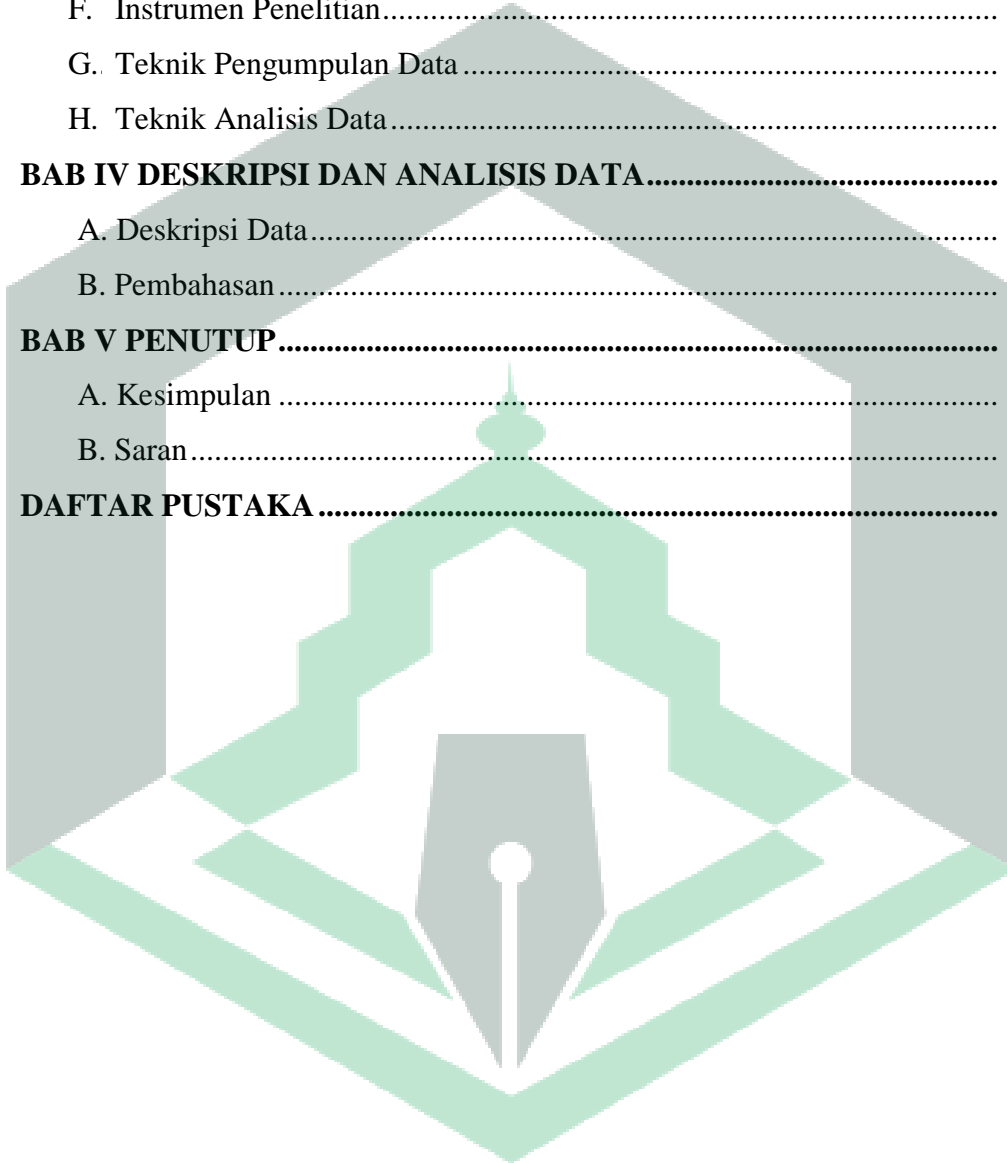 F. Instrumen Penelitian........................................................................
G. Teknik Pengumpulan Data ..............................................................
H. Teknik Analisis Data.......................................................................
BAB IV DESKRIPSI DAN ANALISIS DATA...........................................
A. Deskripsi Data.................................................................................
B. Pembahasan.....................................................................................
BAB V PENUTUP.......................................................................................
A. Kesimpulan .....................................................................................
B. Saran................................................................................................
DAFTAR PUSTAKA ..................................................................................